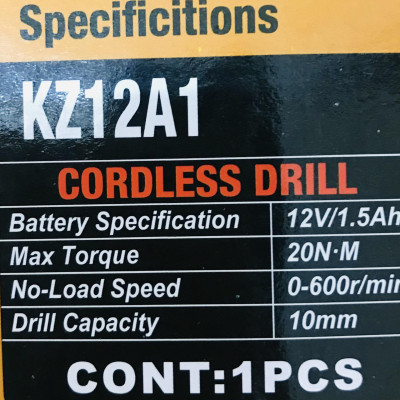 Specificitions
KZ12A1
CORDLESS DRILL
Battery Specification 12V/1.5Ah
Max Torque 20N·M
No-Load Speed 0-600r/min
Drill Capacity 10mm
CONT:1PCS